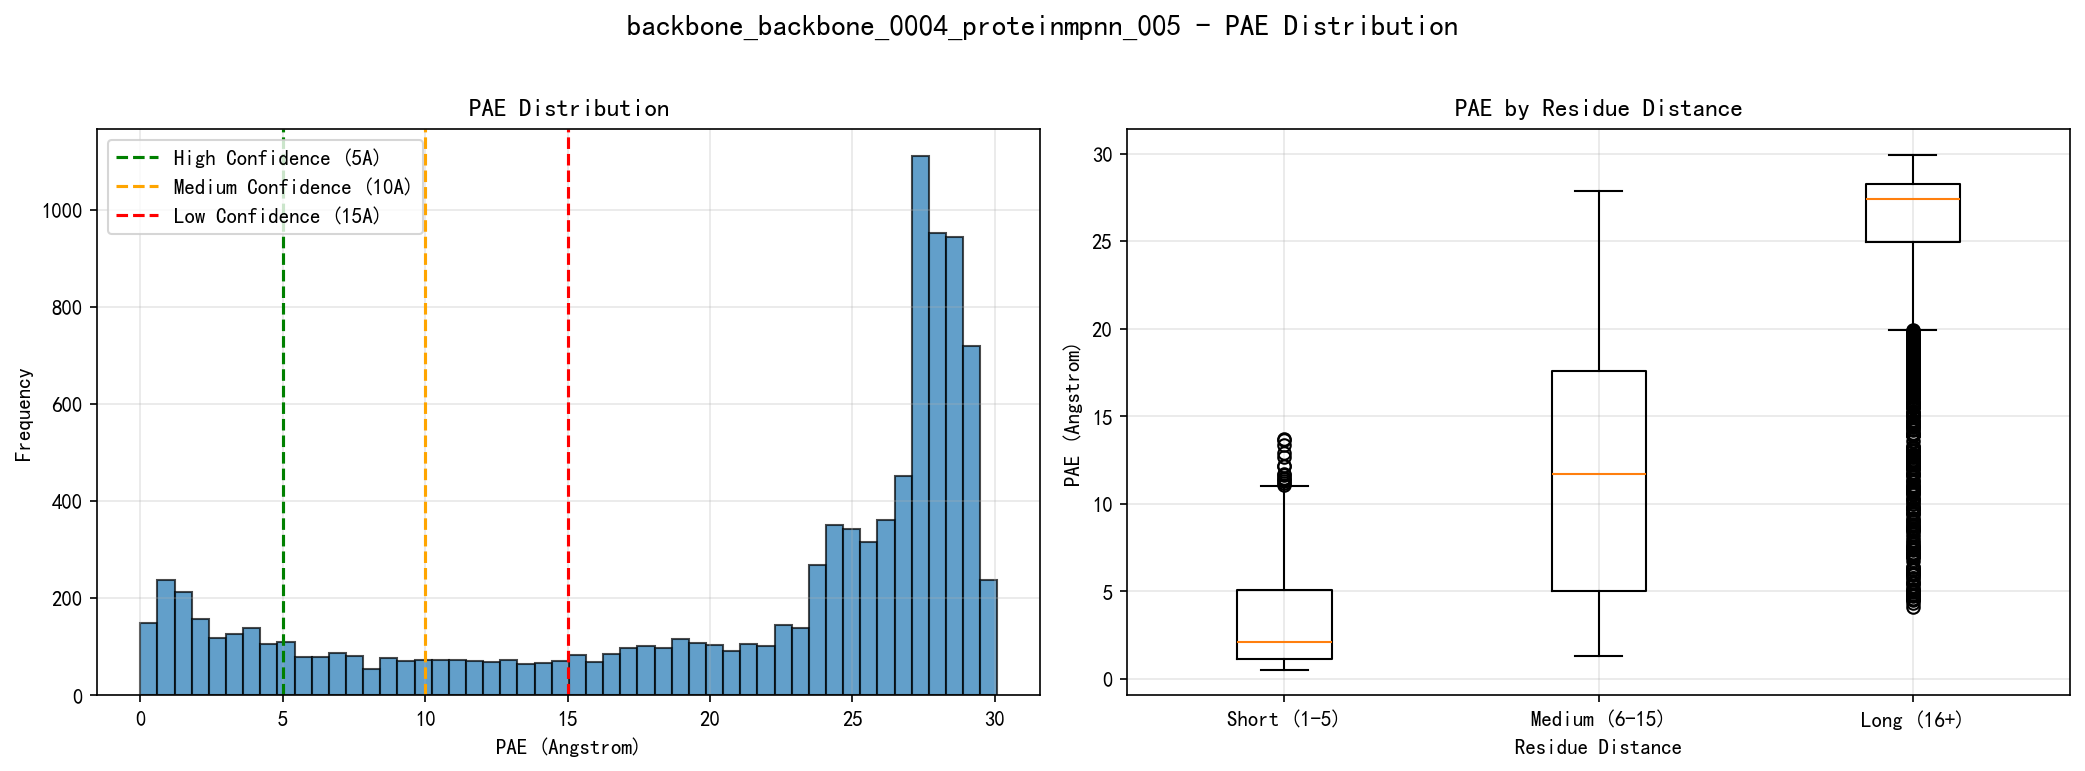 backbone_backbone_0004_proteinmpnn_005 - PAE Distribution
PAE Distribution
High Confidence (5A)
Medium Confidence (10A)
Low Confidence (15A)
Frequency
1000
800
600
400
200
0
0 5 10 15 20 25 30
PAE (Angstrom)
PAE by Residue Distance
PAE (Angstrom)
30
25
20
15
10
5
0
Short (1-5) Medium (6-15) Long (16+)
Residue Distance